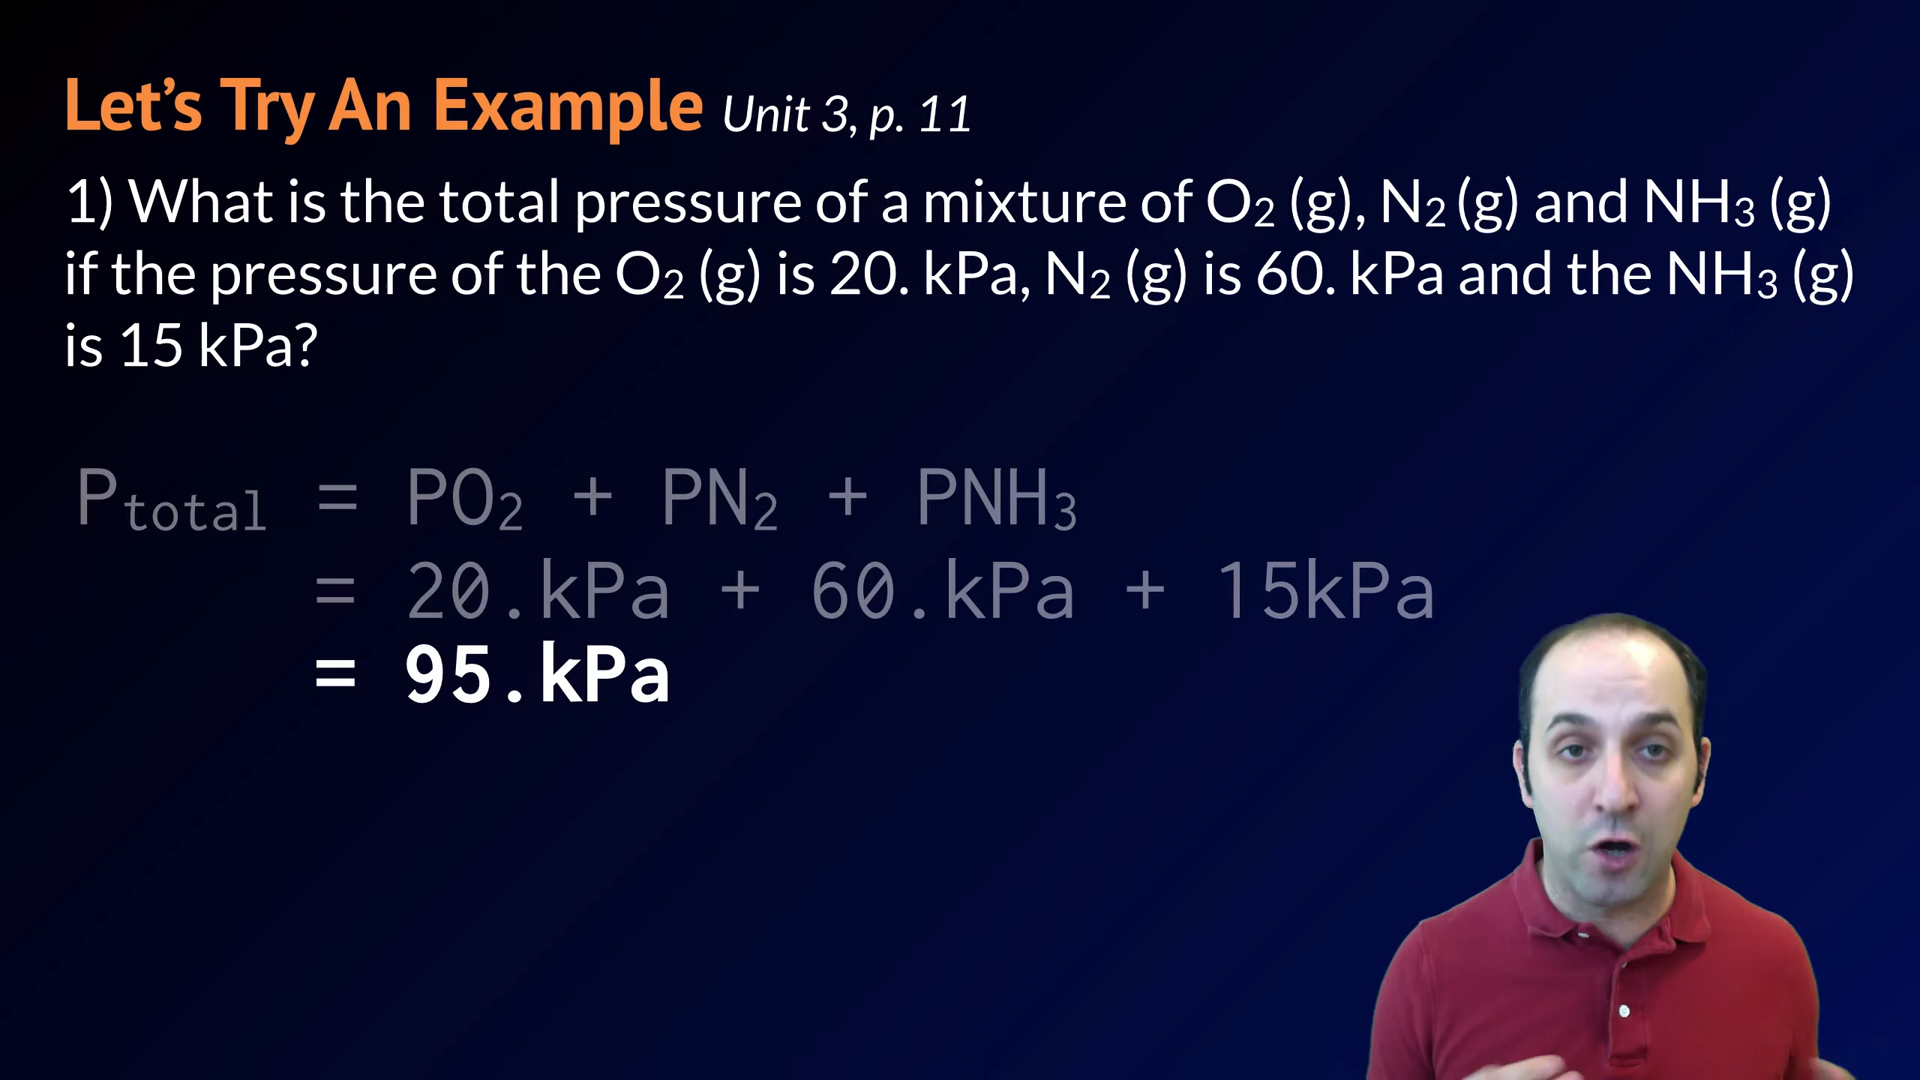 Let’s Try An Example Unit 3, p. 11
1) What is the total pressure of a mixture of O₂ (g), N₂ (g) and NH₃ (g)
if the pressure of the O₂ (g) is 20. kPa, N₂ (g) is 60. kPa and the NH₃ (g)
is 15 kPa?
Ptotal = PO₂ + PN₂ + PNH₃
= 20.kPa + 60.kPa + 15kPa
= 95.kPa